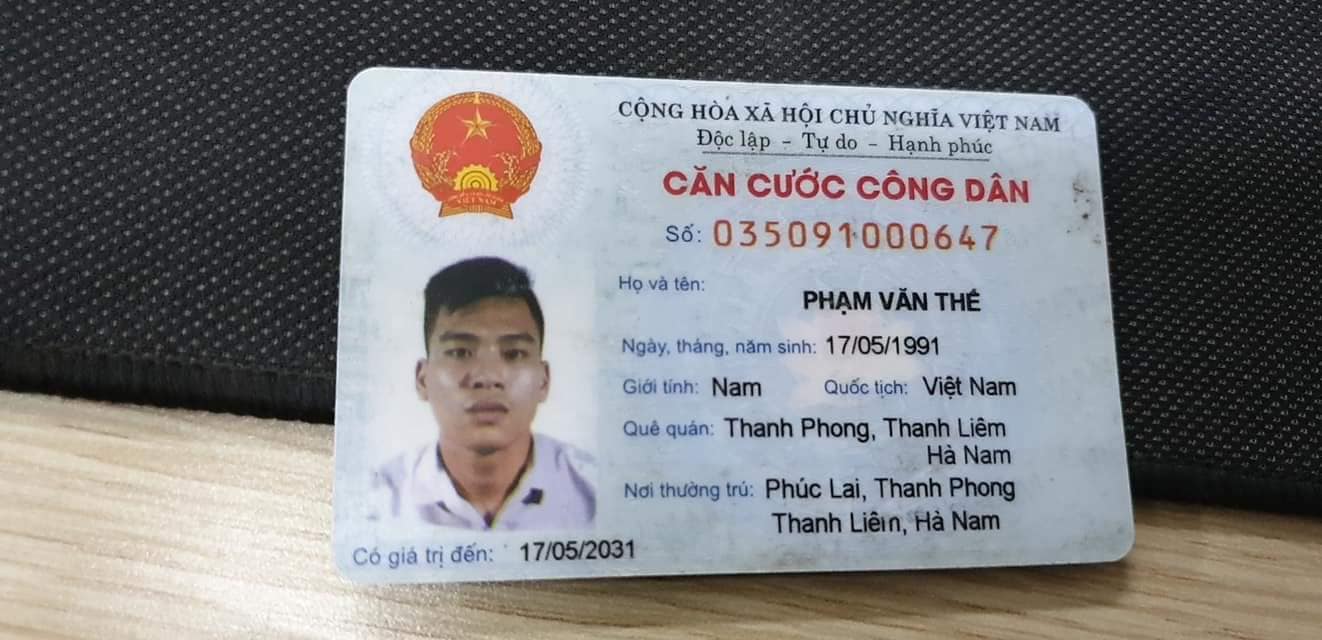 CỘNG HÒA XÃ HỘI CHỦ NGHĨA VIỆT NAM
Độc lập - Tự do - Hạnh phúc
CĂN CƯỚC CÔNG DÂN
Số: 035091000647
Họ và tên:
PHẠM VĂN THẾ
Ngày, tháng, năm sinh: 17/05/1991
Giới tính: Nam Quốc tịch: Việt Nam
Quê quán: Thanh Phong, Thanh Liêm
Hà Nam
Nơi thường trú: Phúc Lai, Thanh Phong
Thanh Liêm, Hà Nam
Có giá trị đến: 17/05/2031
VIỆT NAM